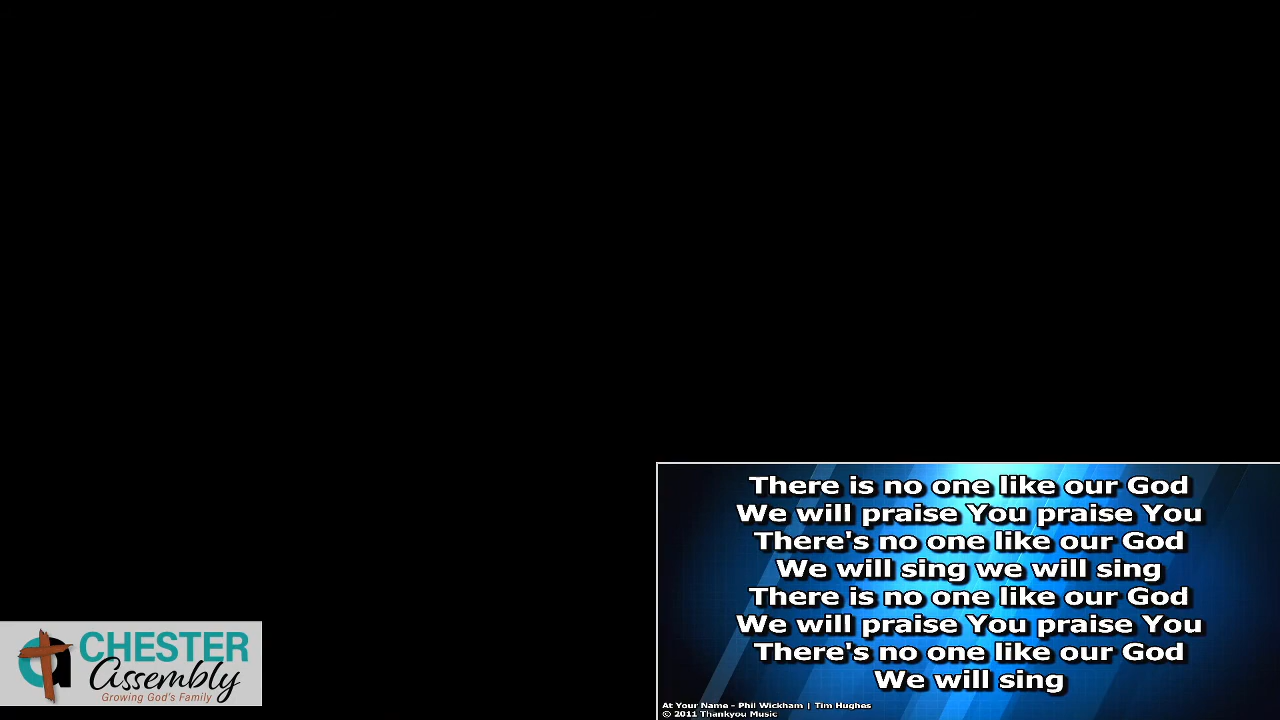 There is no one like our God
We will praise You praise You
There's no one like our God
We will sing we will sing
There is no one like our God
We will praise You praise You
There's no one like our God
We will sing
At Your Name - Phil Wickham | Tim Hughes
© 2011 Thankyou Music
CHESTER
Assembly
Growing God's Family